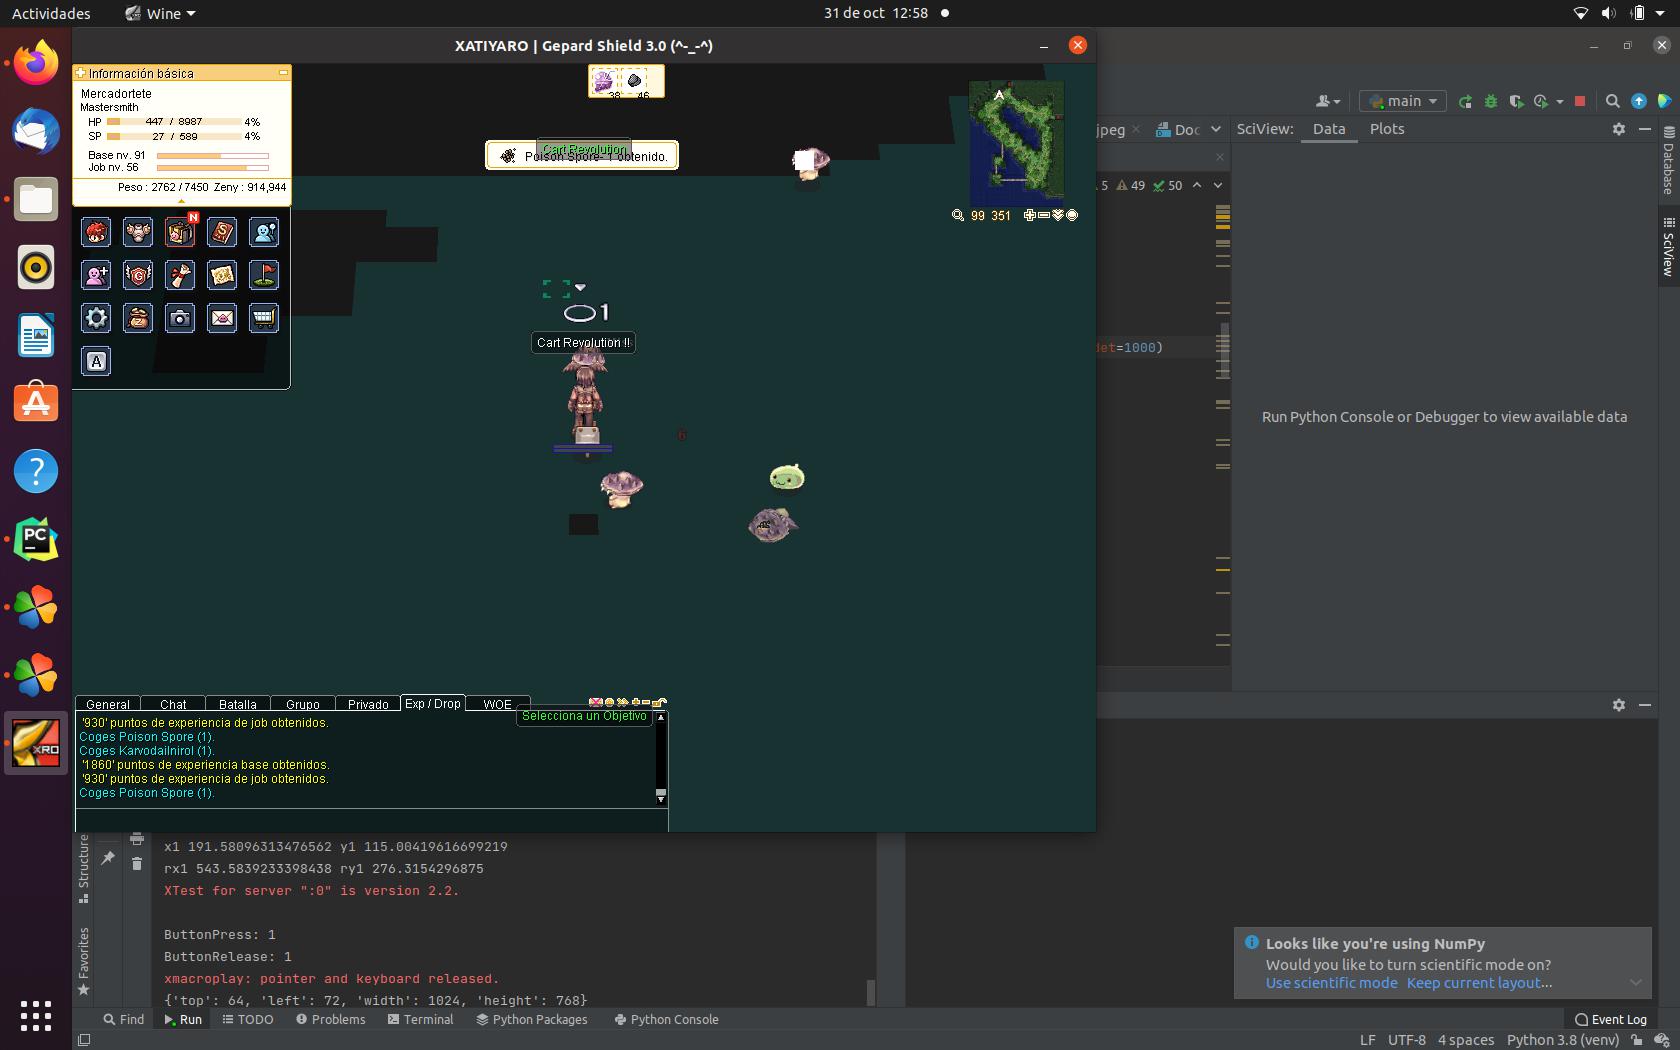 Actividades
Wine
31 de oct 12:58
XATIYARO | Gepard Shield 3.0 (^-_-^)
Información básica
Mercadortete
Mastersmith
HP 447 / 8987 4%
SP 27 / 589 4%
Base nv. 91
Job nv. 56
Peso : 2762 / 7450 Zeny : 914,944
N
S
G
A
38 46
Cart Revolution
Poison Spore- 1 obtenido.
99 351
1
Cart Revolution !!
6
General Chat Batalla Grupo Privado Exp / Drop WOE
Selecciona un Objetivo
'930' puntos de experiencia de job obtenidos.
Coges Poison Spore (1).
Coges Karvodailnirol (1).
'1860' puntos de experiencia base obtenidos.
'930' puntos de experiencia de job obtenidos.
Coges Poison Spore (1).
main
jpeg
Doc
SciView: Data Plots
5 49 50
det=1000)
Run Python Console or Debugger to view available data
Database
SciView
PC
XRO
Structure
Favorites
x1 191.58096313476562 y1 115.00419616699219
rx1 543.5839233398438 ry1 276.3154296875
XTest for server ":0" is version 2.2.
ButtonPress: 1
ButtonRelease: 1
xmacroplay: pointer and keyboard released.
{'top': 64, 'left': 72, 'width': 1024, 'height': 768}
Looks like you're using NumPy
Would you like to turn scientific mode on?
Use scientific mode Keep current layout...
Find Run TODO Problems Terminal Python Packages Python Console
Event Log
LF UTF-8 4 spaces Python 3.8 (venv)